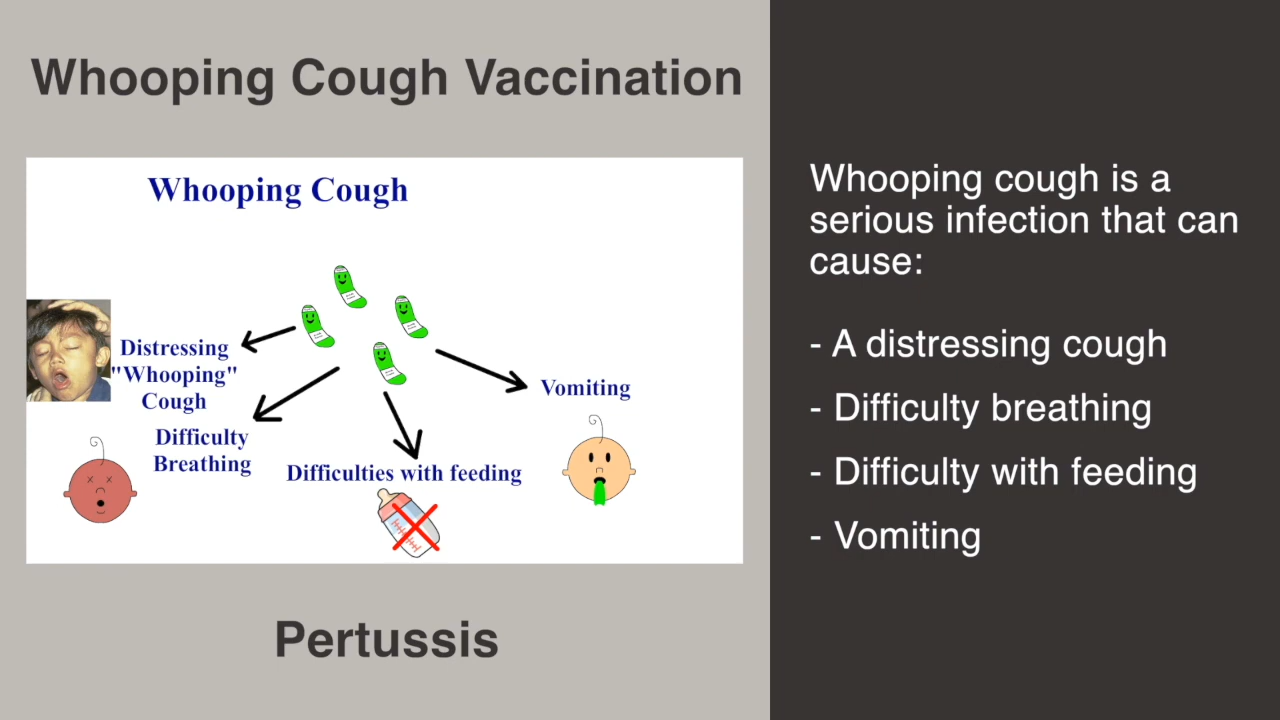 Whooping Cough Vaccination
Whooping Cough
Distressing
"Whooping"
Cough
Difficulty
Breathing
Difficulties with feeding
Vomiting
Pertussis
Whooping cough is a
serious infection that can
cause:
- A distressing cough
- Difficulty breathing
- Difficulty with feeding
- Vomiting